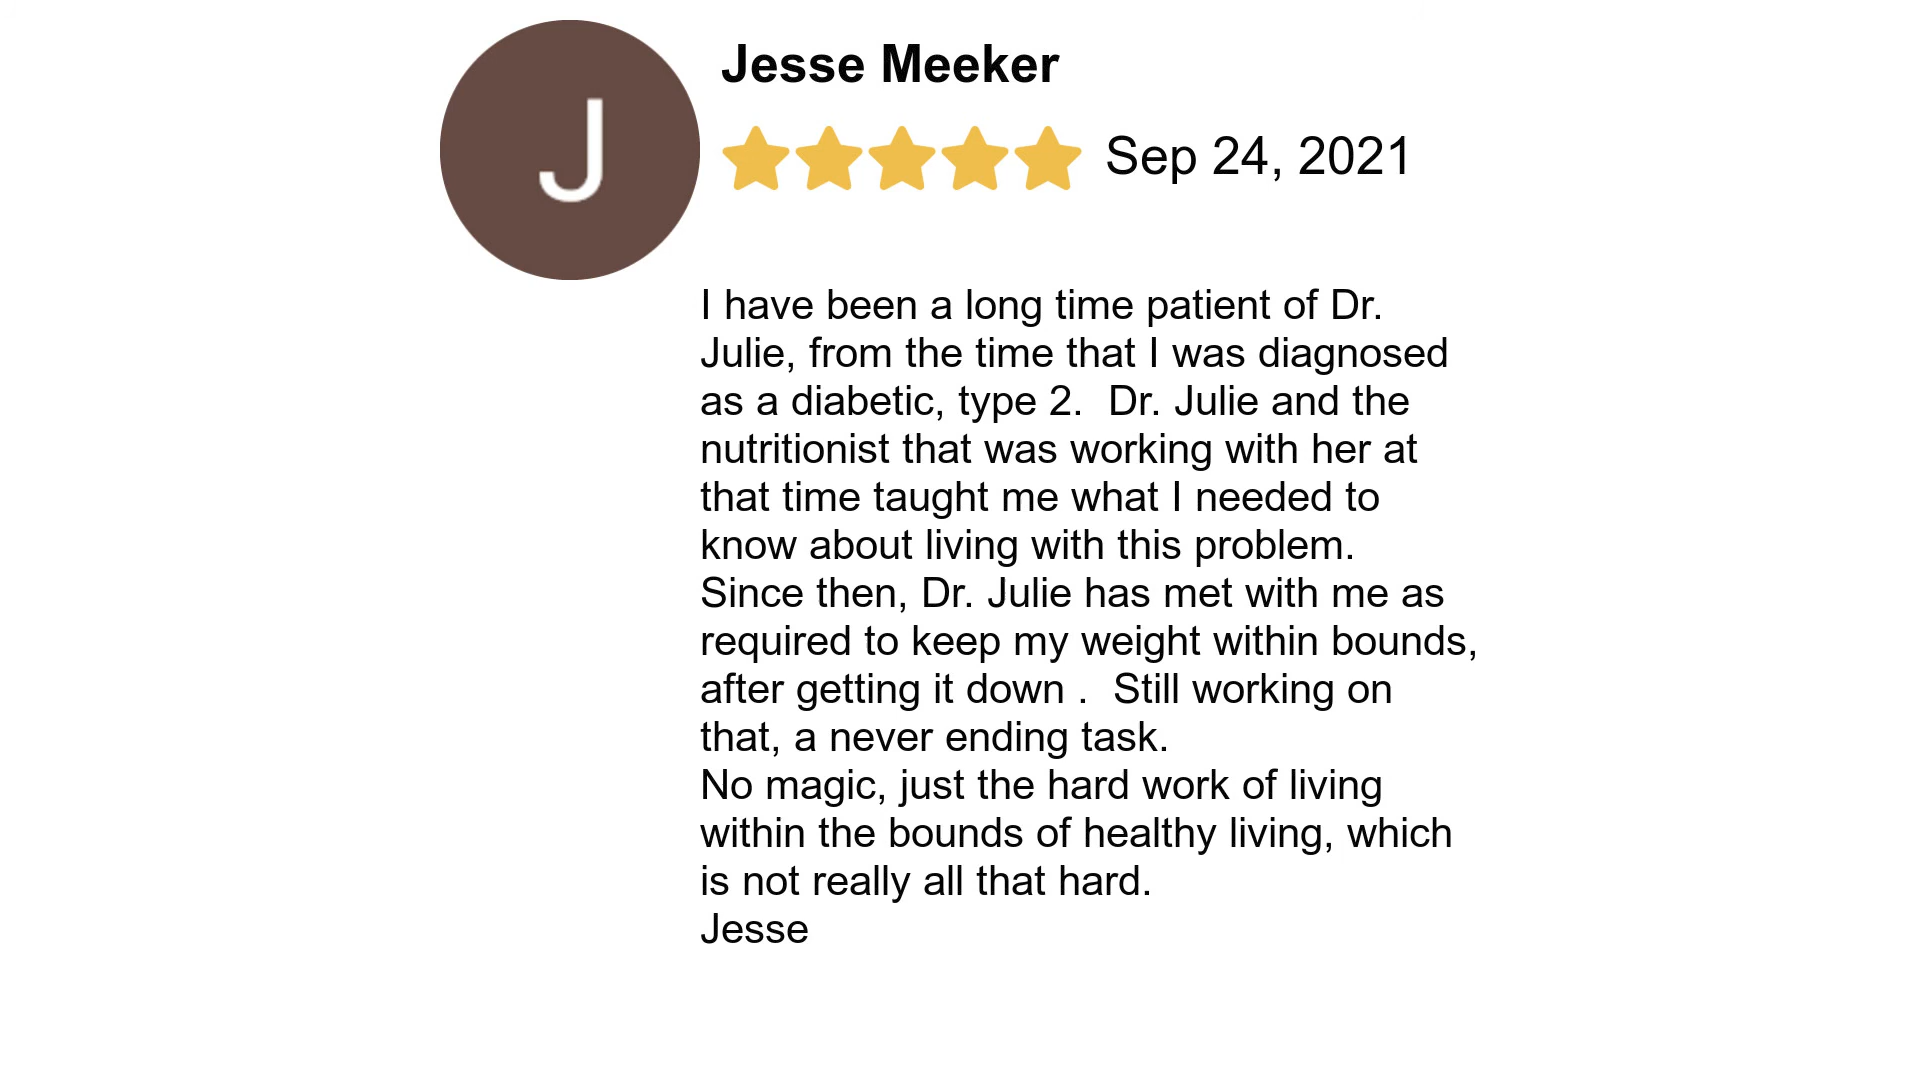 J
Jesse Meeker
Sep 24, 2021
I have been a long time patient of Dr.
Julie, from the time that I was diagnosed
as a diabetic, type 2.  Dr. Julie and the
nutritionist that was working with her at
that time taught me what I needed to
know about living with this problem.
Since then, Dr. Julie has met with me as
required to keep my weight within bounds,
after getting it down .  Still working on
that, a never ending task.
No magic, just the hard work of living
within the bounds of healthy living, which
is not really all that hard.
Jesse